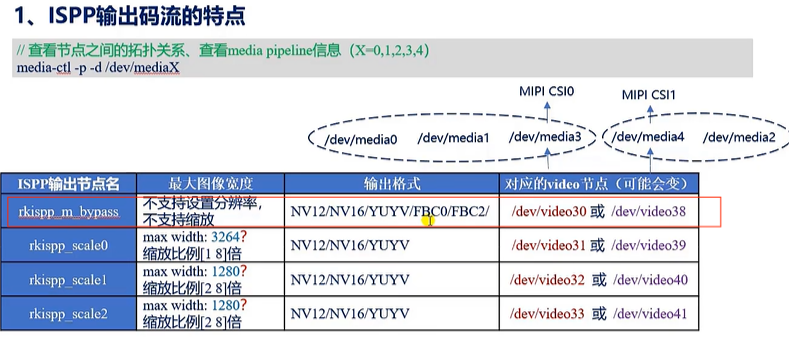 1、ISPP输出码流的特点
// 查看节点之间的拓扑关系、查看media pipeline信息（X=0,1,2,3,4）
media-ctl -p -d /dev/mediaX
MIPI CSI0 MIPI CSI1
/dev/media0 /dev/media1 /dev/media3 /dev/media4 /dev/media2
ISPP输出节点名 最大图像宽度 输出格式 对应的video节点（可能会变）
rkispp_m_bypass 不支持设置分辨率， NV12/NV16/YUYV/FBC0/FBC2/ /dev/video30 或 /dev/video38
不支持缩放
rkispp_scale0 max width: 3264? NV12/NV16/YUYV /dev/video31 或 /dev/video39
缩放比例[1 8]倍
rkispp_scale1 max width: 1280? NV12/NV16/YUYV /dev/video32 或 /dev/video40
缩放比例[2 8]倍
rkispp_scale2 max width: 1280? NV12/NV16/YUYV /dev/video33 或 /dev/video41
缩放比例[2 8]倍